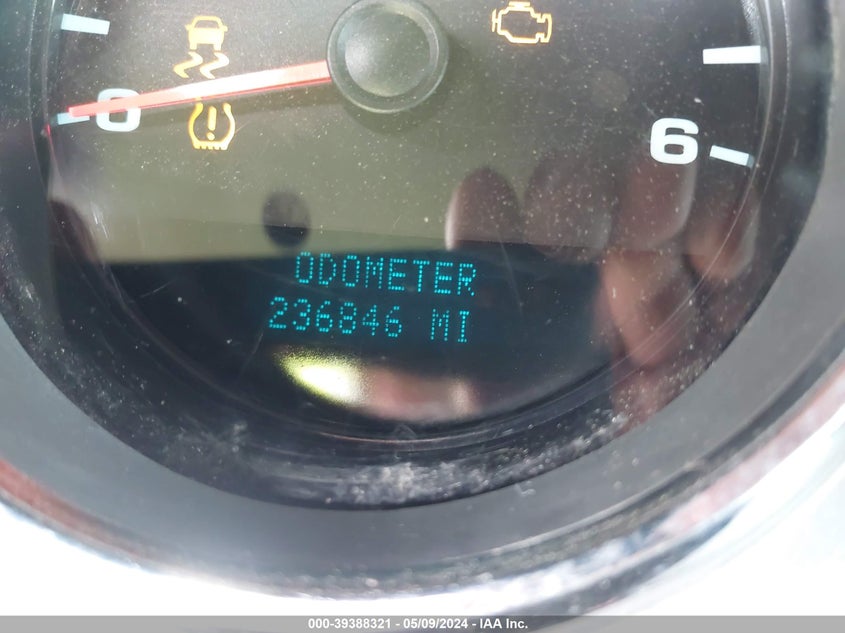 0
6
ODOMETER
236846 MI
000-39388321 - 05/09/2024 - IAA Inc.